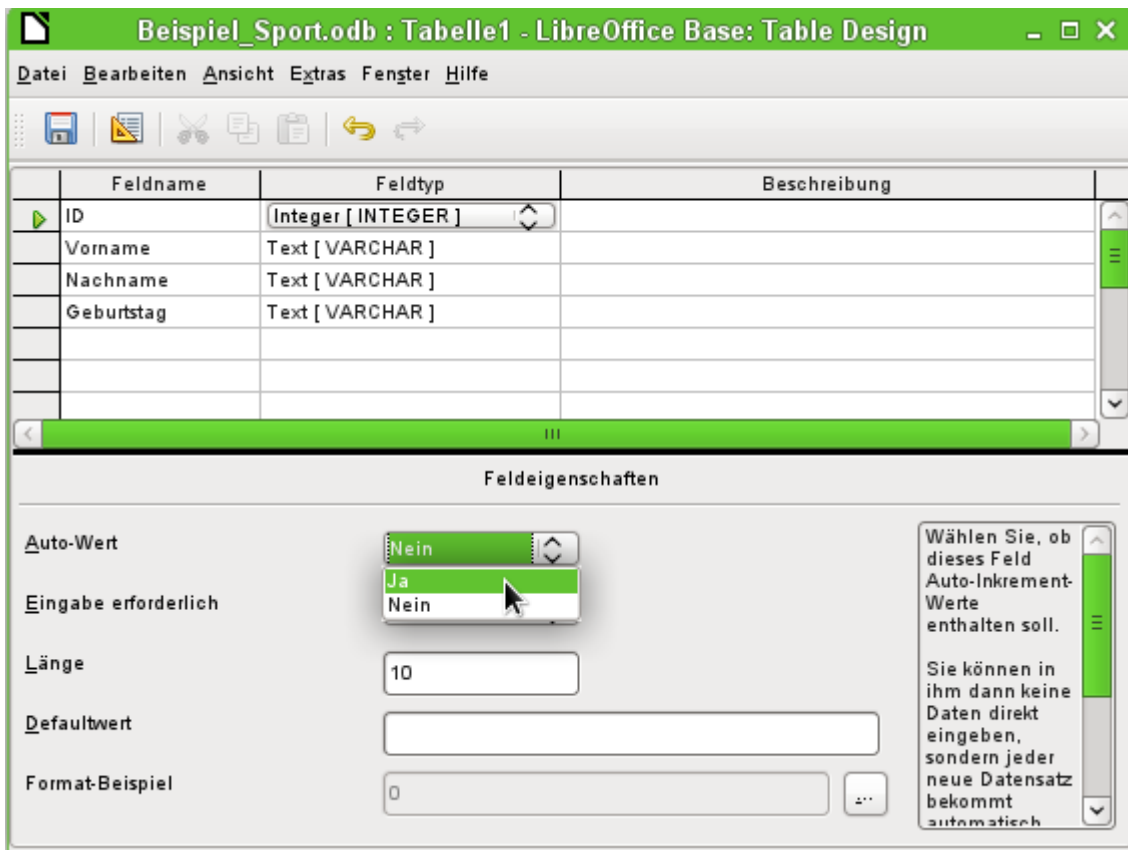 Beispiel_Sport.odb : Tabelle1 - LibreOffice Base: Table Design
Datei Bearbeiten Ansicht Extras Fenster Hilfe
Feldname Feldtyp Beschreibung
ID Integer [ INTEGER ]
Vorname Text [ VARCHAR ]
Nachname Text [ VARCHAR ]
Geburtstag Text [ VARCHAR ]
Feldeigenschaften
Auto-Wert Nein
Ja
Nein
Eingabe erforderlich
Länge 10
Defaultwert
Format-Beispiel 0 ...
Wählen Sie, ob
dieses Feld
Auto-Inkrement-
Werte
enthalten soll.
Sie können in
ihm dann keine
Daten direkt
eingeben,
sondern jeder
neue Datensatz
bekommt
automatisch